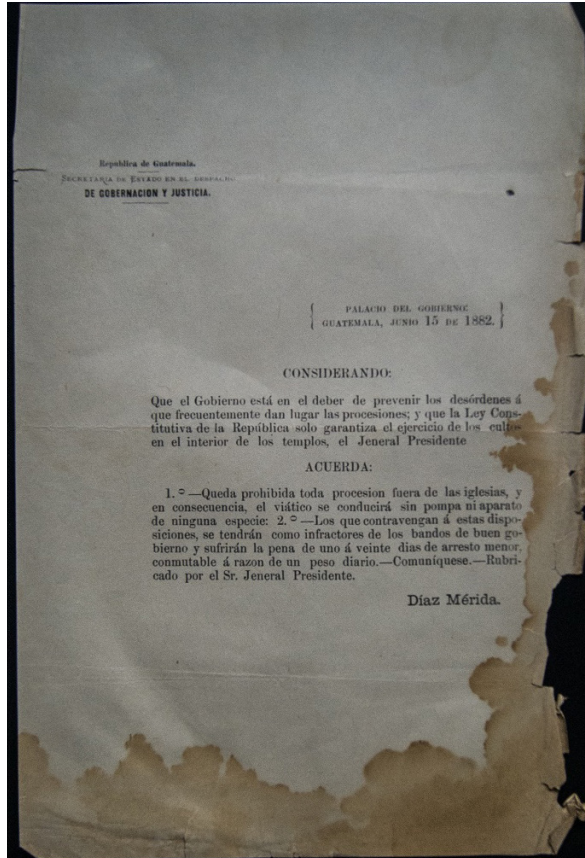 República de Guatemala.
SECRETARIA DE ESTADO EN EL DESPACHO
DE GOBERNACION Y JUSTICIA.
PALACIO DEL GOBIERNO:
GUATEMALA, JUNIO 15 DE 1882.
CONSIDERANDO:
Que el Gobierno está en el deber de prevenir los desórdenes á
que frecuentemente dan lugar las procesiones; y que la Ley Cons-
titutiva de la República solo garantiza el ejercicio de los cultos
en el interior de los templos, el Jeneral Presidente
ACUERDA:
1.º—Queda prohibida toda procesion fuera de las iglesias, y
en consecuencia, el viático se conducirá sin pompa ni aparato
de ninguna especie: 2.º—Los que contravengan á estas dispo-
siciones, se tendrán como infractores de los bandos de buen go-
bierno y sufrirán la pena de uno á veinte dias de arresto menor,
conmutable á razon de un peso diario.—Comuníquese.—Rubri-
cado por el Sr. Jeneral Presidente.
Díaz Mérida.